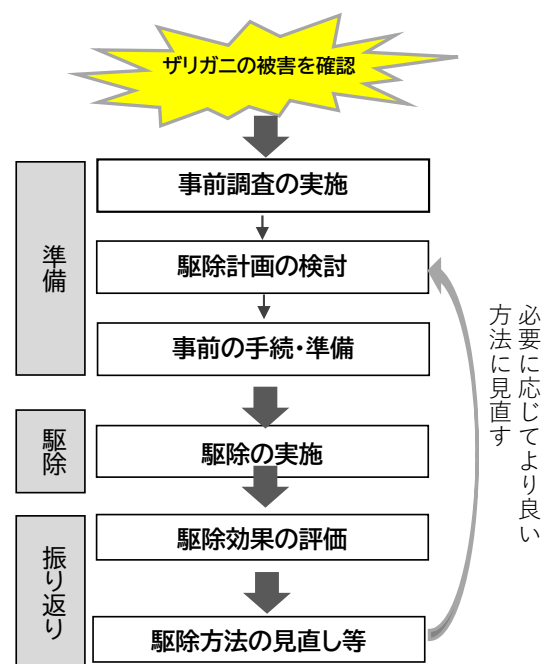 ザリガニの被害を確認
準備
事前調査の実施
駆除計画の検討
事前の手続・準備
駆除
駆除の実施
振り返り
駆除効果の評価
駆除方法の見直し等
必要に応じてより良い
方法に見直す